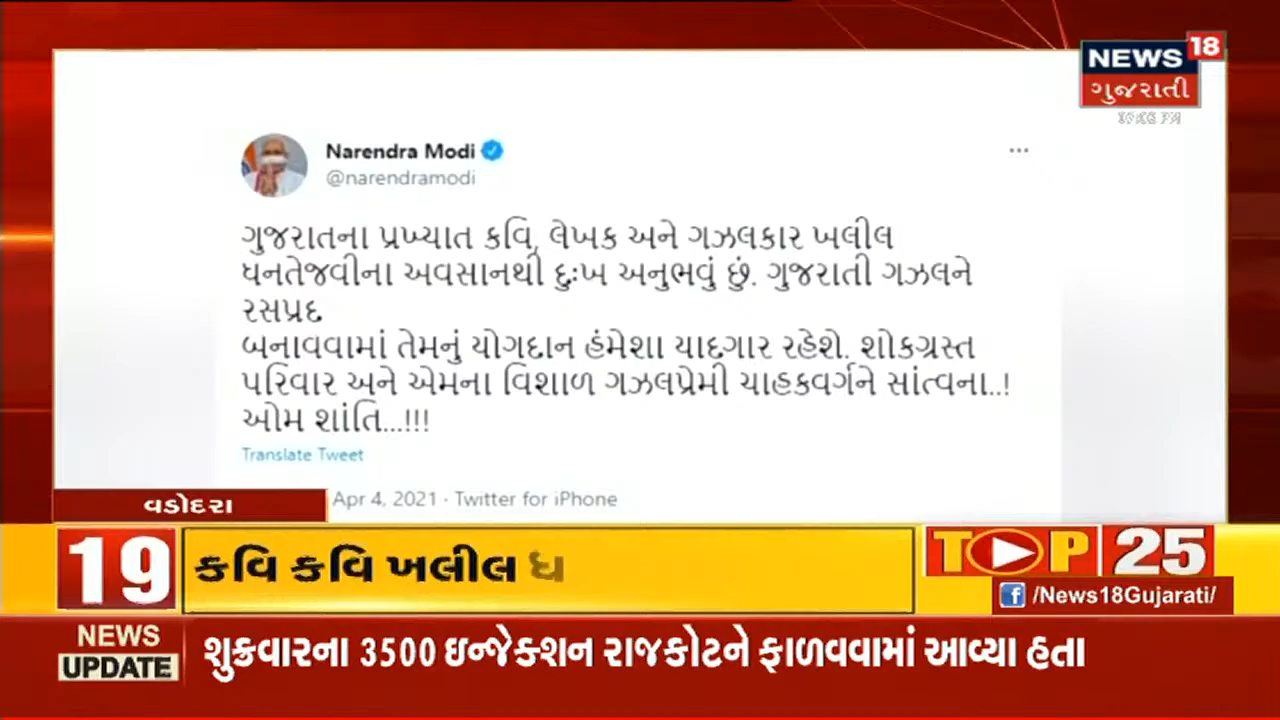 NEWS 18
ગુજરાતી
Narendra Modi
@narendramodi
ગુજરાતના પ્રખ્યાત કવિ, લેખક અને ગઝલકાર ખલીલ
ધનતેજવીના અવસાનથી દુઃખ અનુભવું છું. ગુજરાતી ગઝલને
રસપ્રદ
બનાવવામાં તેમનું યોગદાન હંમેશા યાદગાર રહેશે. શોકગ્રસ્ત
પરિવાર અને એમના વિશાળ ગઝલપ્રેમી ચાહકવર્ગને સાંત્વના..!
ઓમ શાંતિ...!!!
Translate Tweet
Apr 4, 2021 · Twitter for iPhone
વડોદરા
19 કવિ કવિ ખલીલ ધ
TOP 25
/News18Gujarati/
NEWS UPDATE
શુક્રવારના 3500 ઇન્જેક્શન રાજકોટને ફાળવવામાં આવ્યા હતા